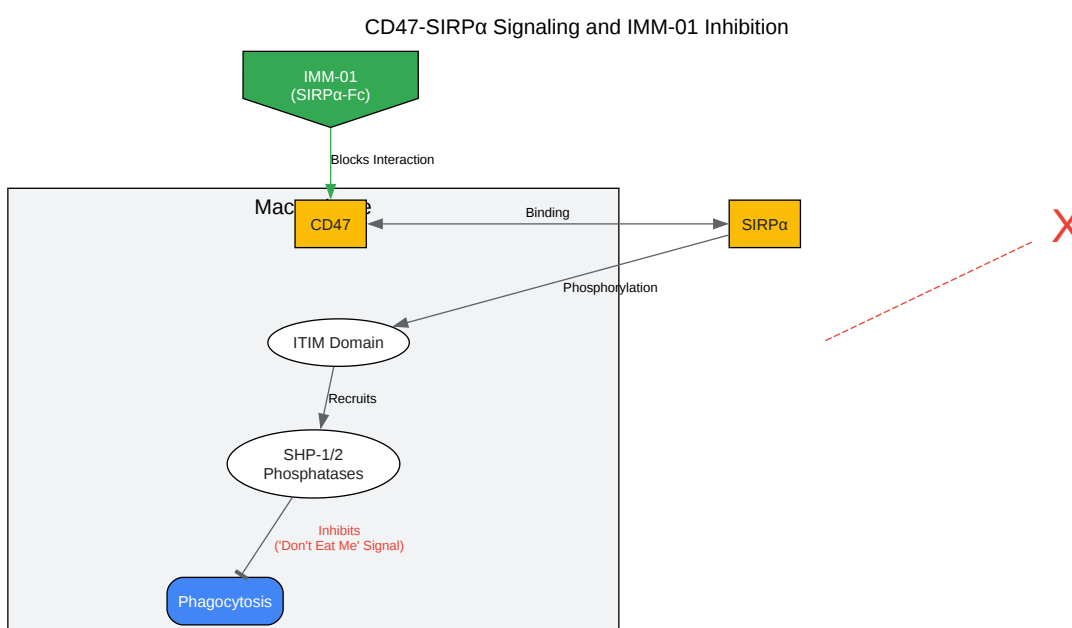 CD47-SIRPα Signaling and IMM-01 Inhibition
IMM-01
(SIRPα-Fc)
Blocks Interaction
CD47
Binding
SIRPα
X
Phosphorylation
ITIM Domain
Recruits
SHP-1/2
Phosphatases
Inhibits
('Don't Eat Me' Signal)
Phagocytosis